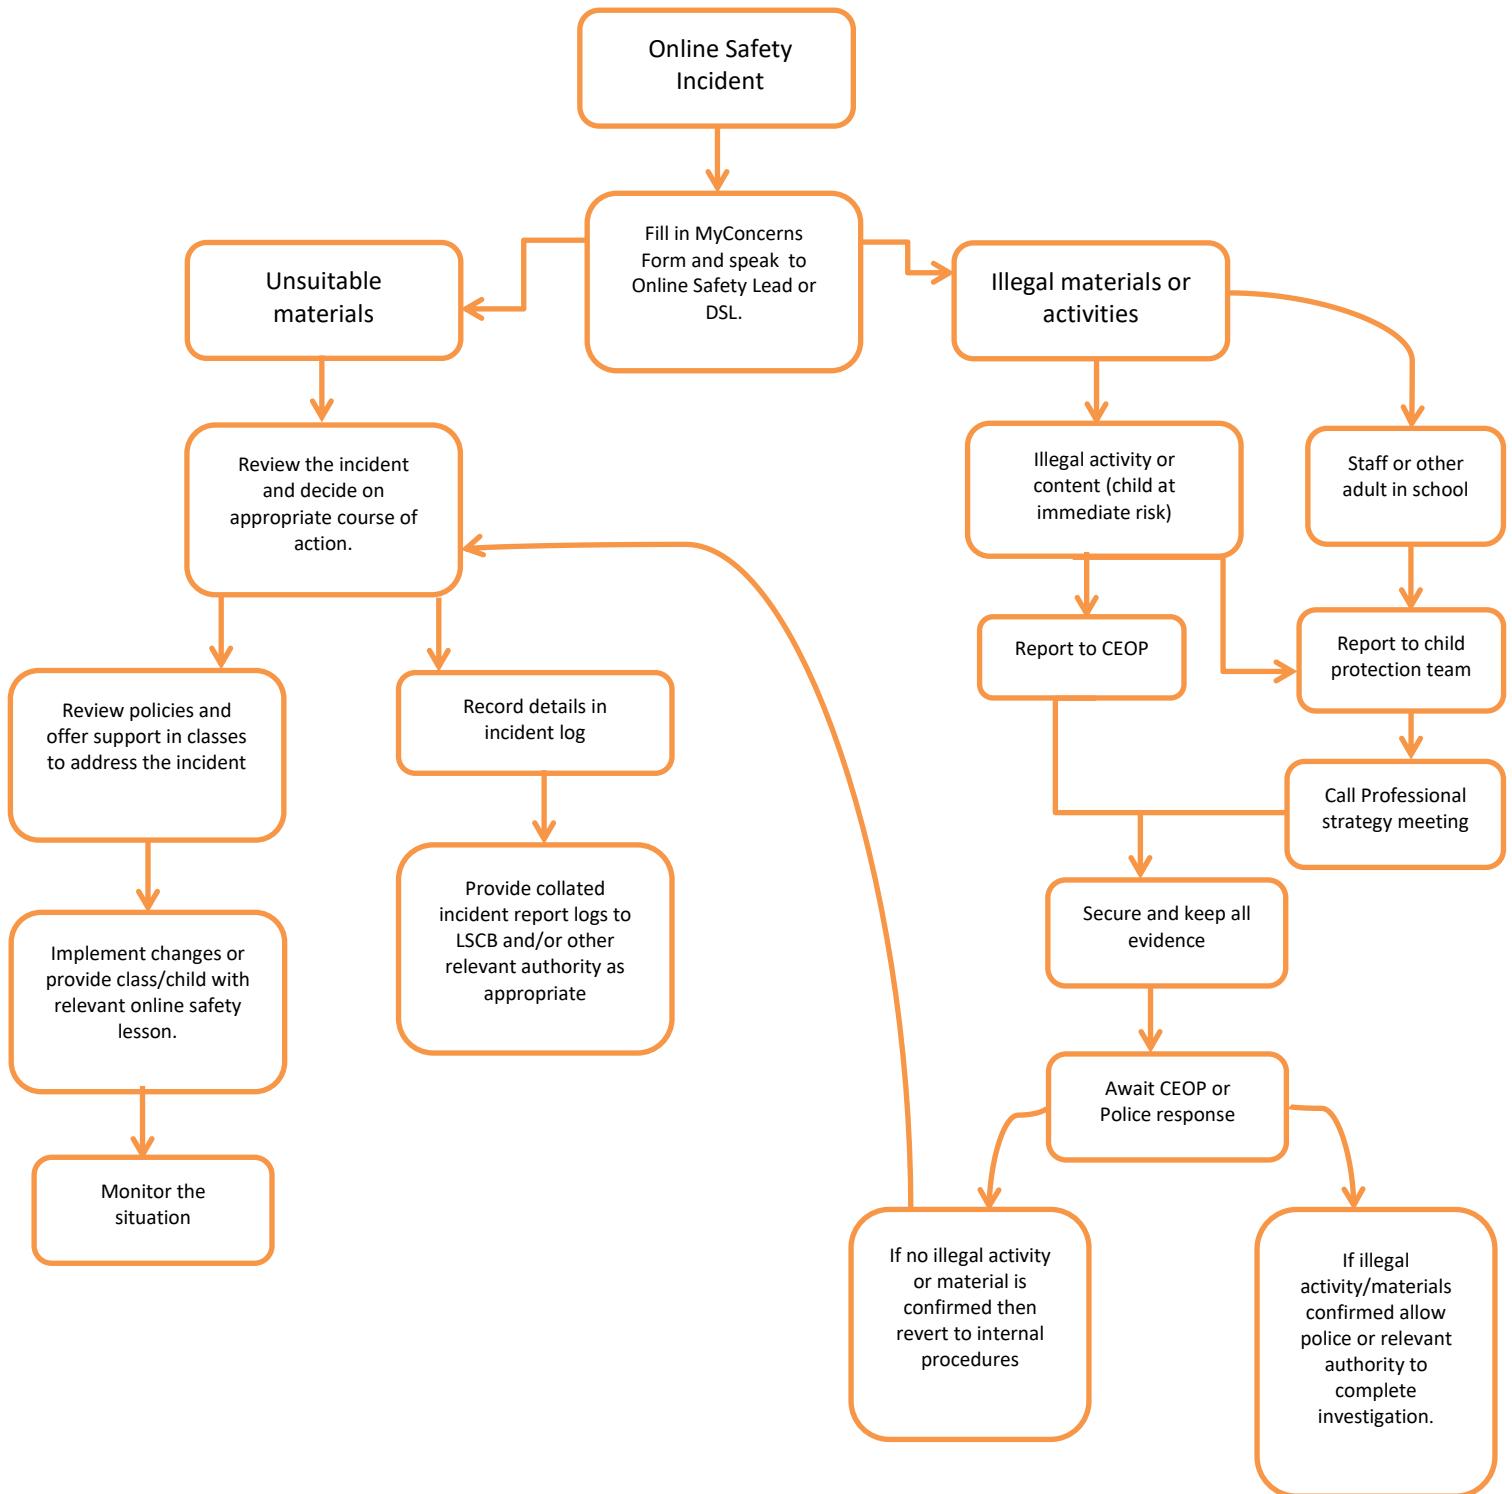 Online Safety
Incident
Fill in MyConcerns
Form and speak to
Online Safety Lead or
DSL.
Unsuitable
materials
Illegal materials or
activities
Review the incident
and decide on
appropriate course of
action.
Illegal activity or
content (child at
immediate risk)
Staff or other
adult in school
Report to CEOP
Report to child
protection team
Review policies and
offer support in classes
to address the incident
Record details in
incident log
Call Professional
strategy meeting
Provide collated
incident report logs to
LSCB and/or other
relevant authority as
appropriate
Secure and keep all
evidence
Implement changes or
provide class/child with
relevant online safety
lesson.
Await CEOP or
Police response
Monitor the
situation
If no illegal activity
or material is
confirmed then
revert to internal
procedures
If illegal
activity/materials
confirmed allow
police or relevant
authority to
complete
investigation.